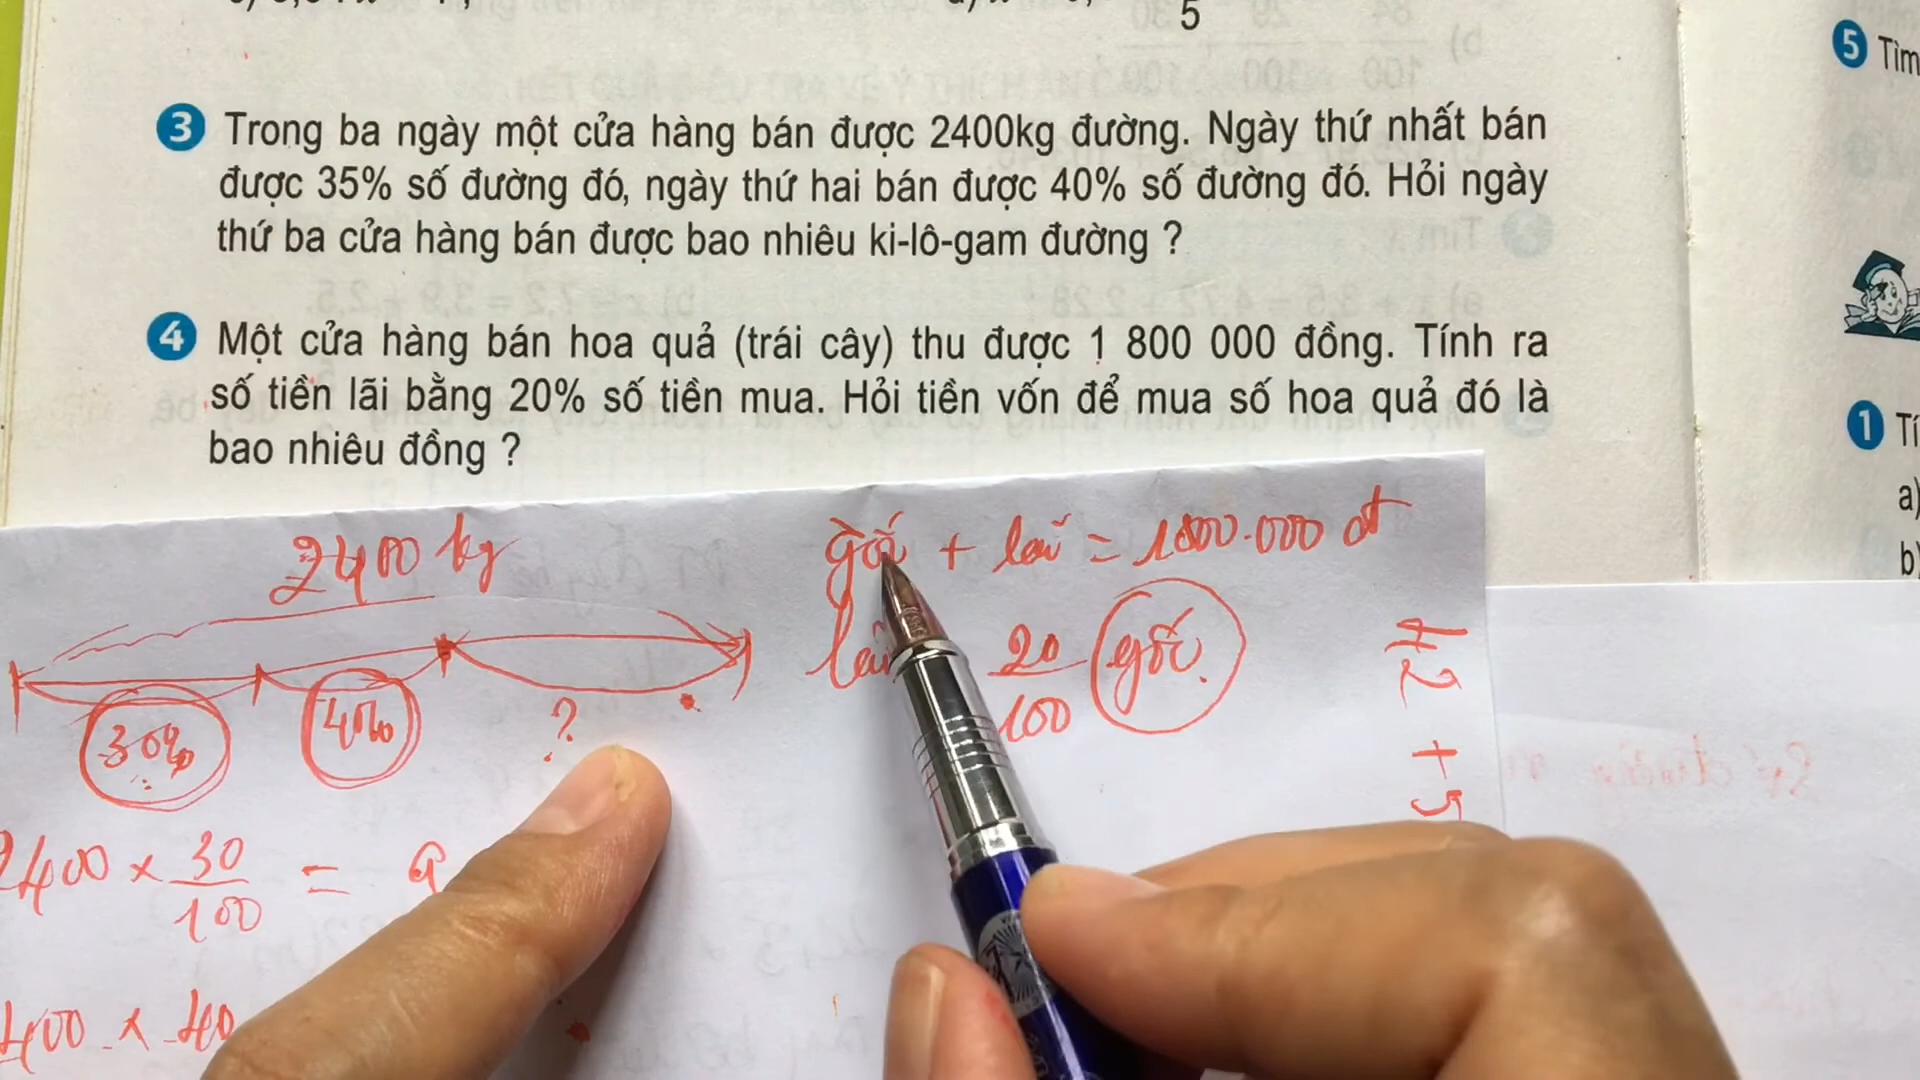 5
3 Trong ba ngày một cửa hàng bán được 2400kg đường. Ngày thứ nhất bán
được 35% số đường đó, ngày thứ hai bán được 40% số đường đó. Hỏi ngày
thứ ba cửa hàng bán được bao nhiêu ki-lô-gam đường ?
4 Một cửa hàng bán hoa quả (trái cây) thu được 1 800 000 đồng. Tính ra
số tiền lãi bằng 20% số tiền mua. Hỏi tiền vốn để mua số hoa quả đó là
bao nhiêu đồng ?
5 Tìm
1 Tí
a)
b)
2400 kg
30% 40% ?
2400 × 30/100 =
400 × 40
gốc + lãi = 1800.000 đ
lãi 20/100 gốc
72 + 5